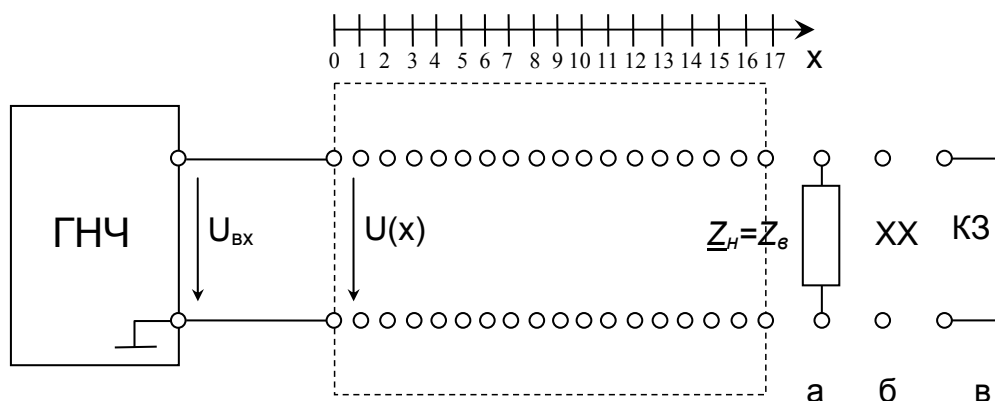 0 1 2 3 4 5 6 7 8 9 10 11 12 13 14 15 16 17 x
ГНЧ Uвх U(x) Zн=Zв ХХ КЗ
а б в